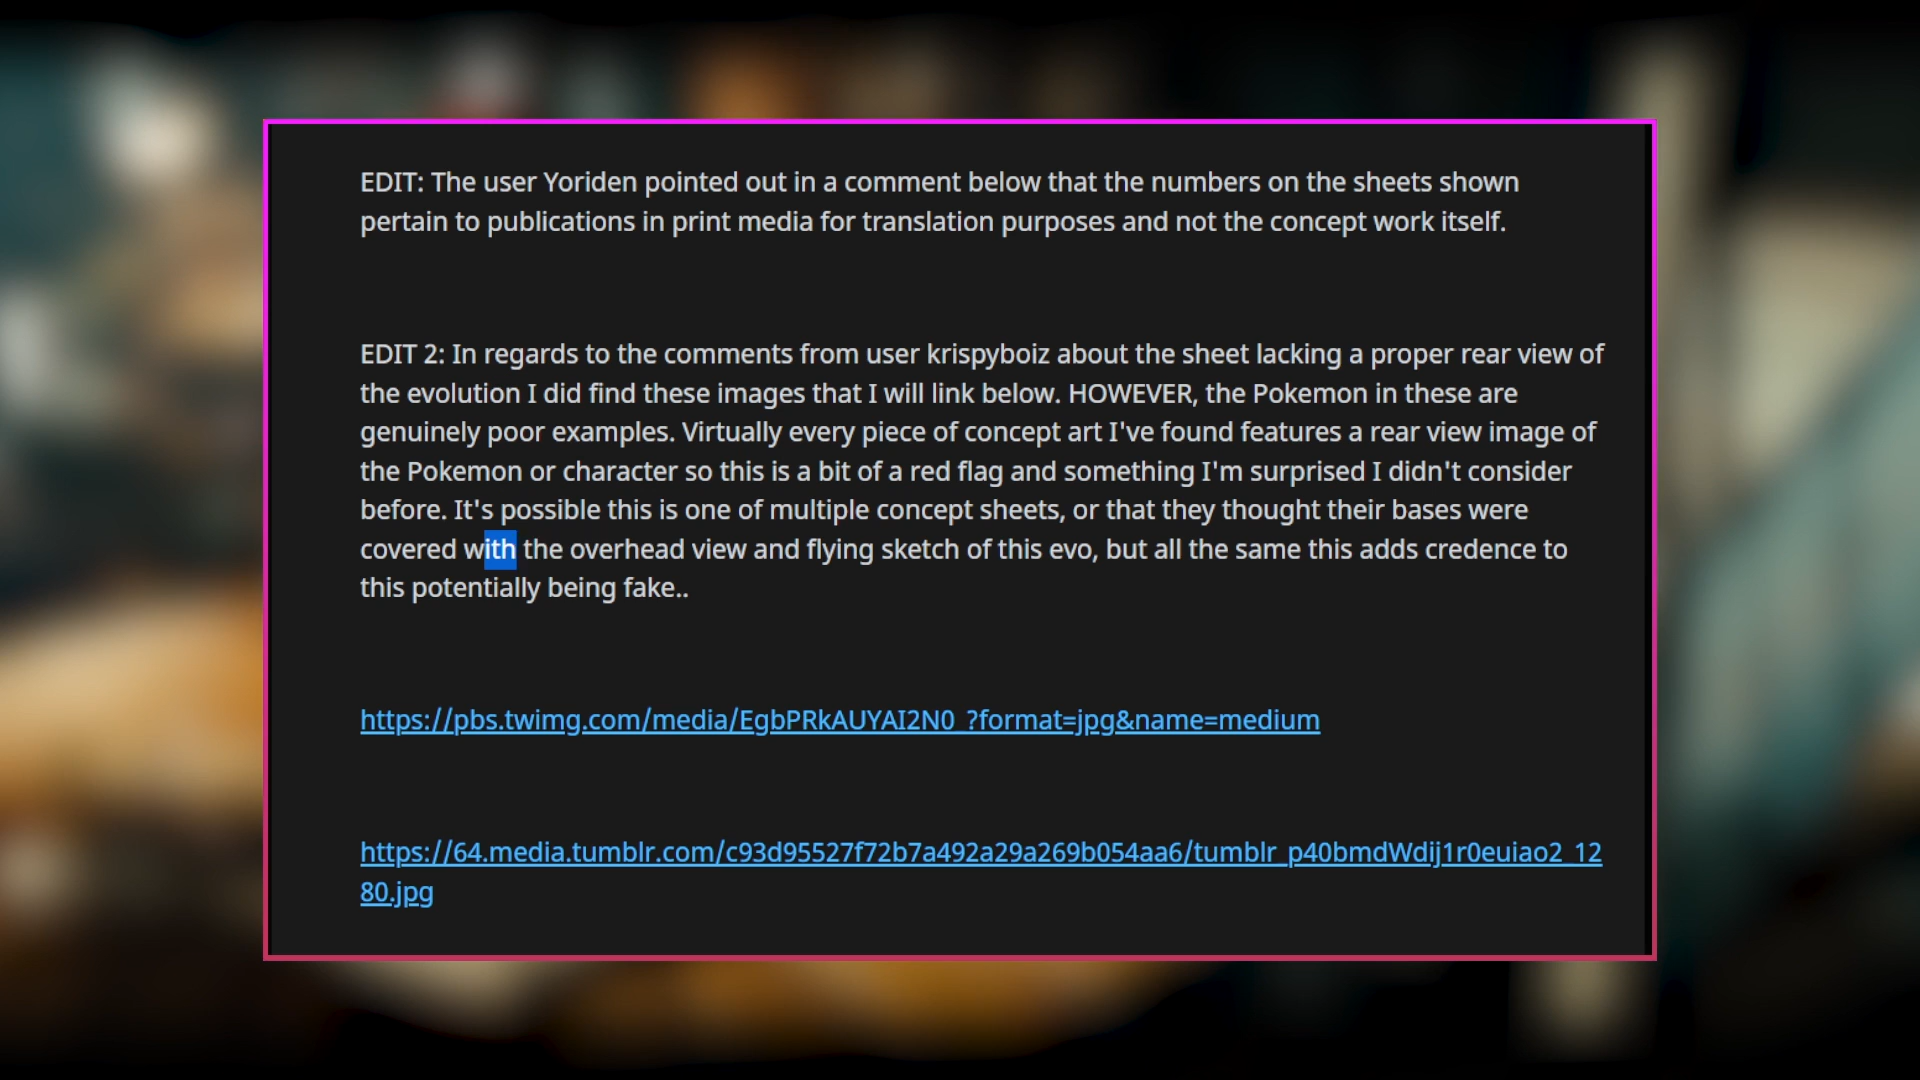 EDIT: The user Yoriden pointed out in a comment below that the numbers on the sheets shown
pertain to publications in print media for translation purposes and not the concept work itself.
EDIT 2: In regards to the comments from user krispyboiz about the sheet lacking a proper rear view of
the evolution I did find these images that I will link below. HOWEVER, the Pokemon in these are
genuinely poor examples. Virtually every piece of concept art I've found features a rear view image of
the Pokemon or character so this is a bit of a red flag and something I'm surprised I didn't consider
before. It's possible this is one of multiple concept sheets, or that they thought their bases were
covered with the overhead view and flying sketch of this evo, but all the same this adds credence to
this potentially being fake..
https://pbs.twimg.com/media/EgbPRkAUYAI2N0_?format=jpg&name=medium
https://64.media.tumblr.com/c93d95527f72b7a492a29a269b054aa6/tumblr_p40bmdWdij1r0euiao2_12
80.jpg